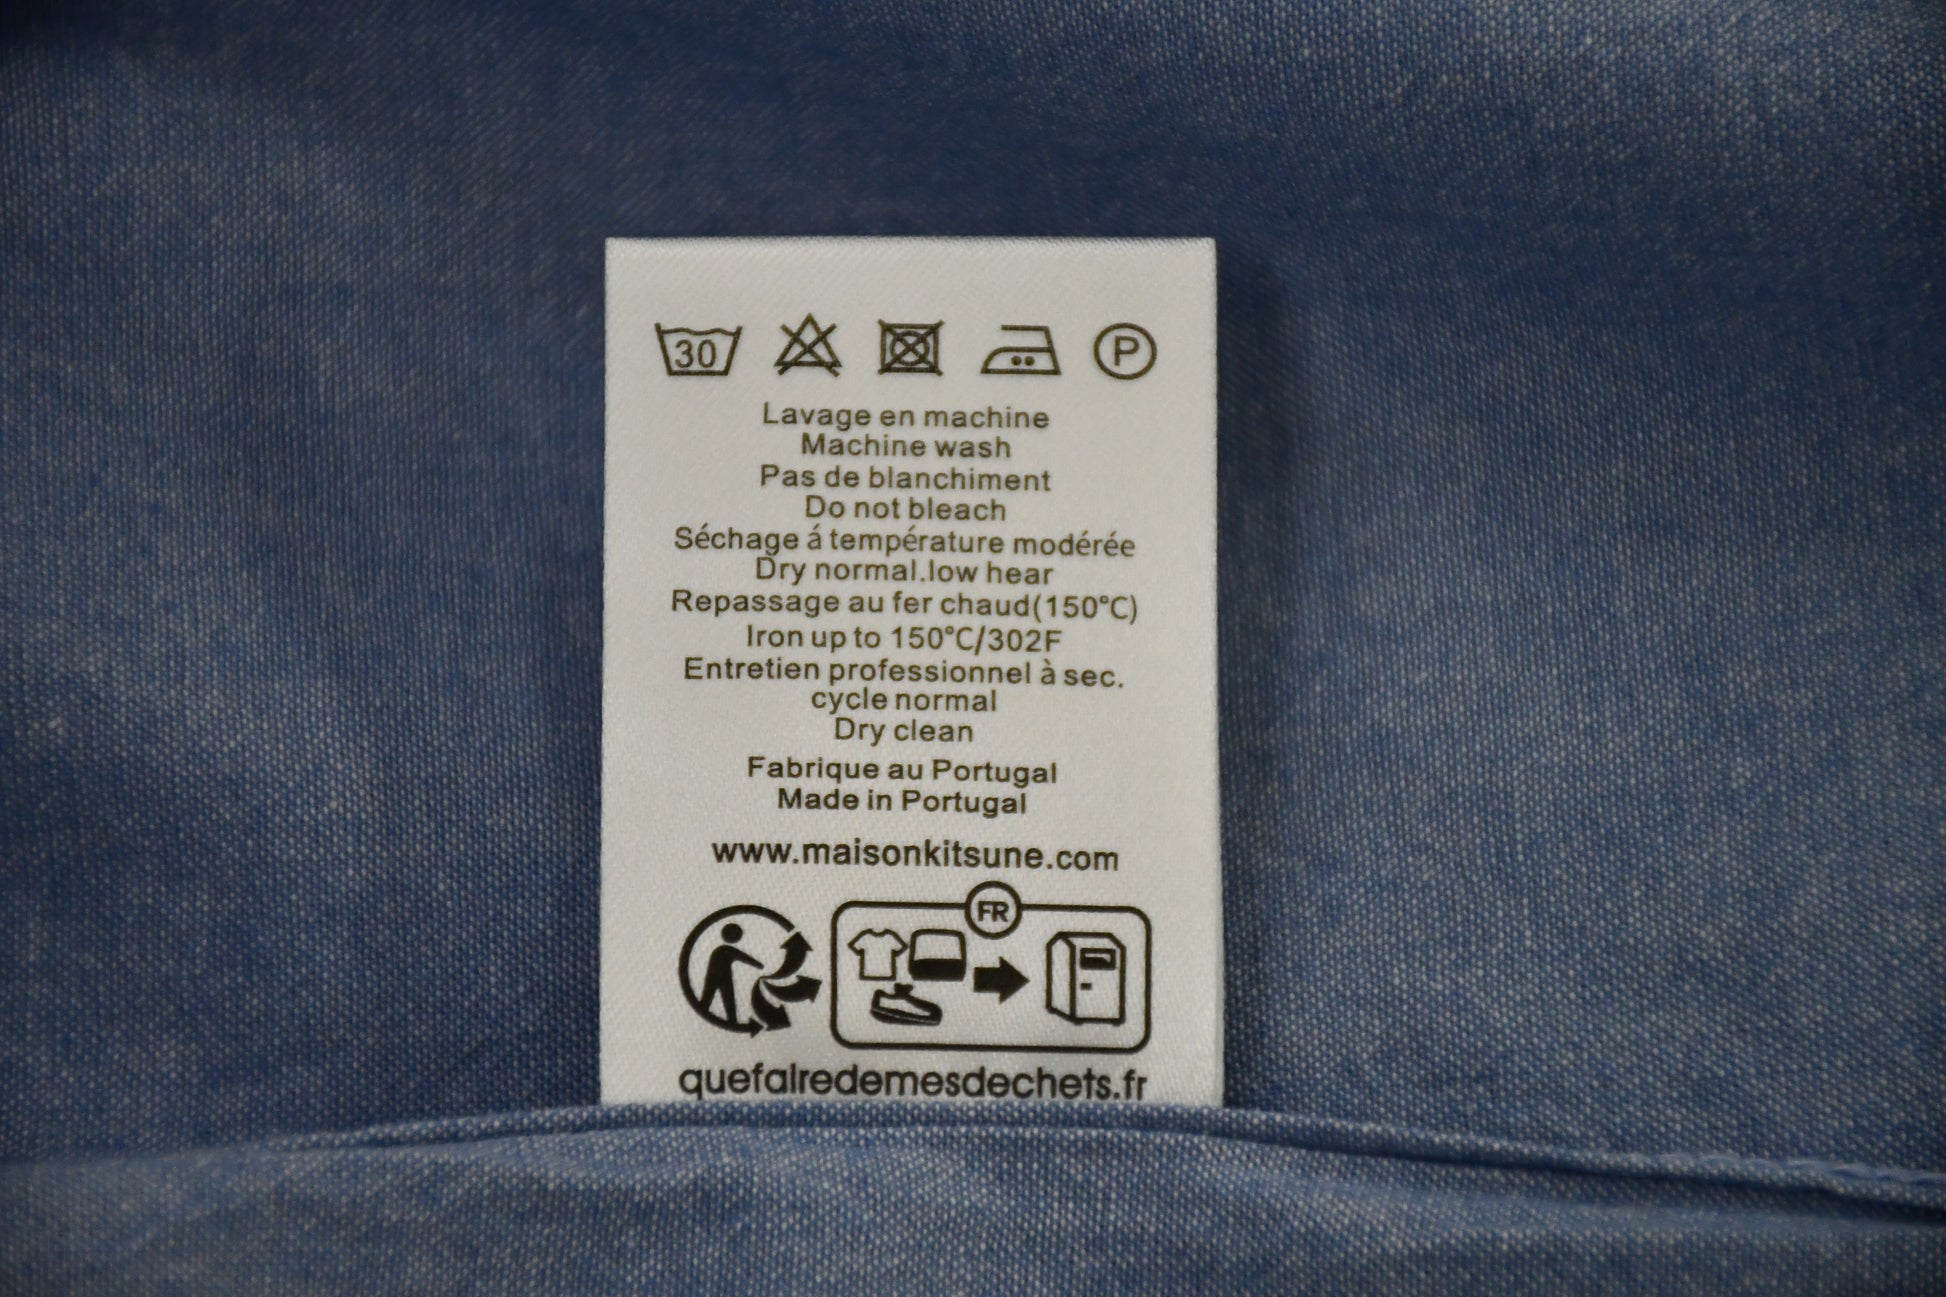 30 P
Lavage en machine
Machine wash
Pas de blanchiment
Do not bleach
Séchage á température modérée
Dry normal.low hear
Repassage au fer chaud(150°C)
Iron up to 150°C/302F
Entretien professionnel à sec.
cycle normal
Dry clean
Fabrique au Portugal
Made in Portugal
www.maisonkitsune.com
FR
quefairedemesdechets.fr